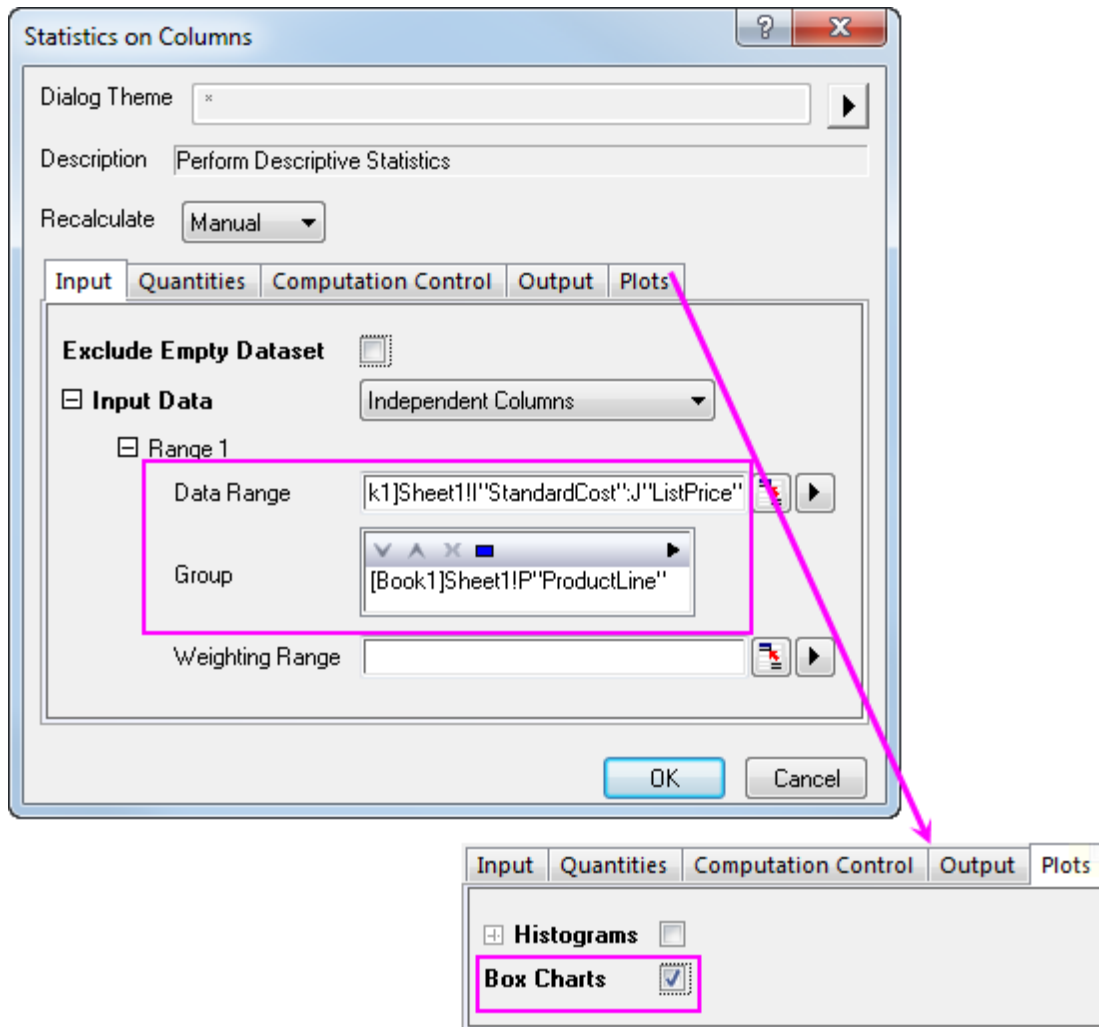 Statistics on Columns
Dialog Theme *
Description Perform Descriptive Statistics
Recalculate Manual
Input Quantities Computation Control Output Plots
Exclude Empty Dataset
Input Data Independent Columns
Range 1
Data Range k1]Sheet1!I"StandardCost":J"ListPrice"
Group [Book1]Sheet1!P"ProductLine"
Weighting Range
OK Cancel
Input Quantities Computation Control Output Plots
Histograms
Box Charts